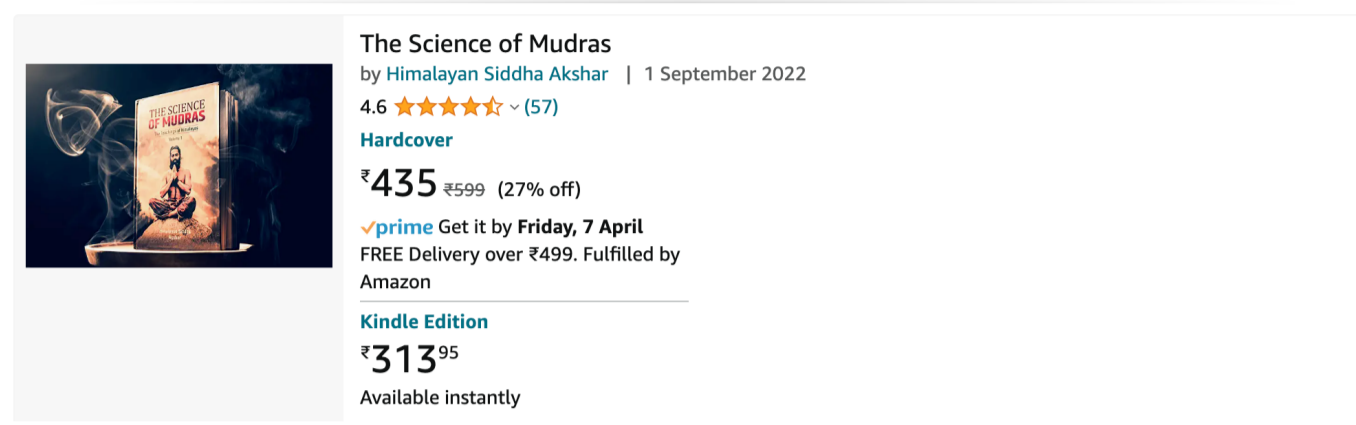 The Science of Mudras
by Himalayan Siddha Akshar | 1 September 2022
4.6 (57)
Hardcover
₹435 ₹599 (27% off)
prime Get it by Friday, 7 April
FREE Delivery over ₹499. Fulfilled by
Amazon
Kindle Edition
₹313 95
Available instantly
THE SCIENCE
OF MUDRAS